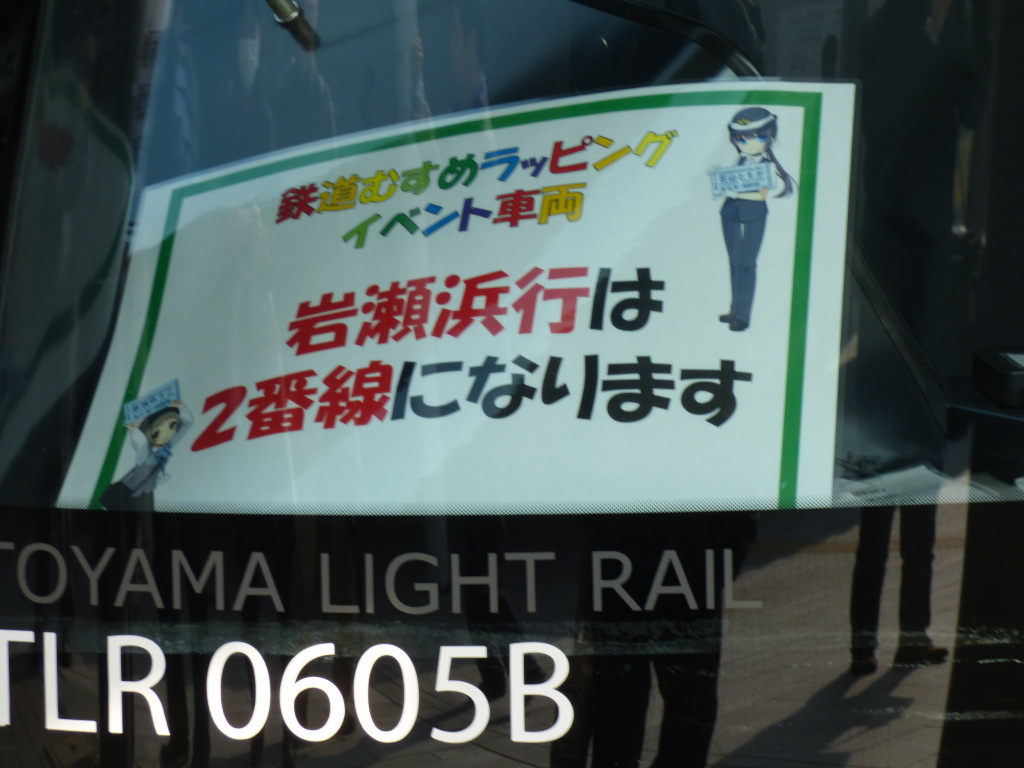 鉄道むすめラッピング
イベント車両
岩瀬浜行は
2番線になります
TOYAMA LIGHT RAIL
TLR 0605B